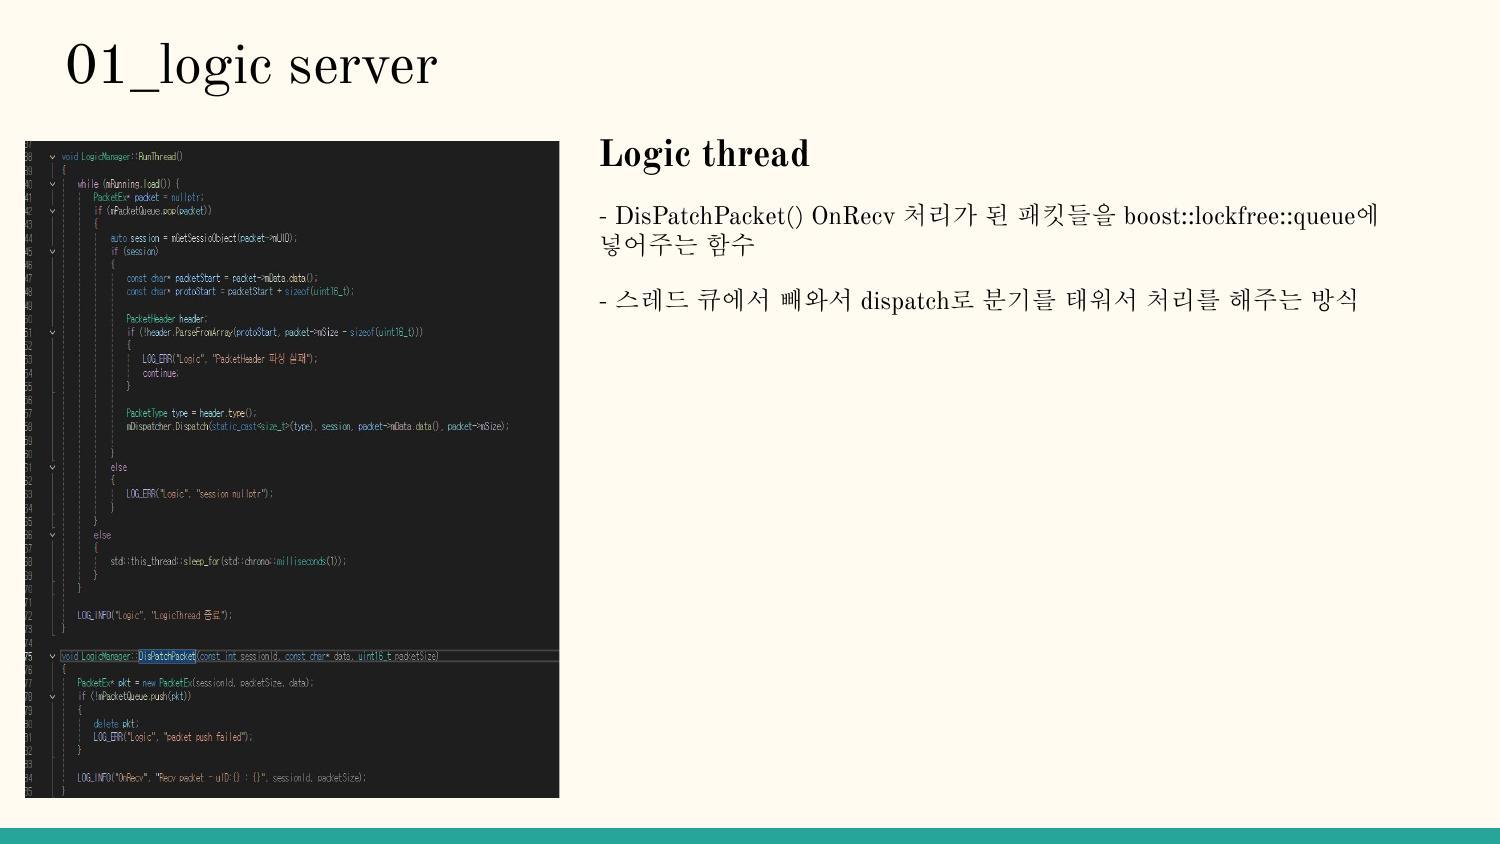 01_logic server
void LogicManager::RunThread()
{
while (mRunning.load()) {
PacketEx* packet = nullptr;
if (mPacketQueue.pop(packet))
{
auto session = mGetSessioObject(packet->mUID);
if (session)
{
const char* packetStart = packet->mData.data();
const char* protoStart = packetStart + sizeof(uint16_t);
PacketHeader header;
if (!header.ParseFromArray(protoStart, packet->mSize - sizeof(uint16_t)))
{
LOG_ERR("Logic", "PacketHeader 파싱 실패");
continue;
}
PacketType type = header.type();
mDispatcher.Dispatch(static_cast<size_t>(type), session, packet->mData.data(), packet->mSize);
}
else
{
LOG_ERR("Logic", "session nullptr");
}
}
else
{
std::this_thread::sleep_for(std::chrono::milliseconds(1));
}
}
LOG_INFO("Logic", "LogicThread 종료");
}
void LogicManager::DisPatchPacket(const int sessionId, const char* data, uint16_t packetSize)
{
PacketEx* pkt = new PacketEx(sessionId, packetSize, data);
if (!mPacketQueue.push(pkt))
{
delete pkt;
LOG_ERR("Logic", "packet push failed");
}
LOG_INFO("OnRecv", "Recv packet - uID:{} : {}", sessionId, packetSize);
}
Logic thread
- DisPatchPacket() OnRecv 처리가 된 패킷들을 boost::lockfree::queue에
넣어주는 함수
- 스레드 큐에서 빼와서 dispatch로 분기를 태워서 처리를 해주는 방식